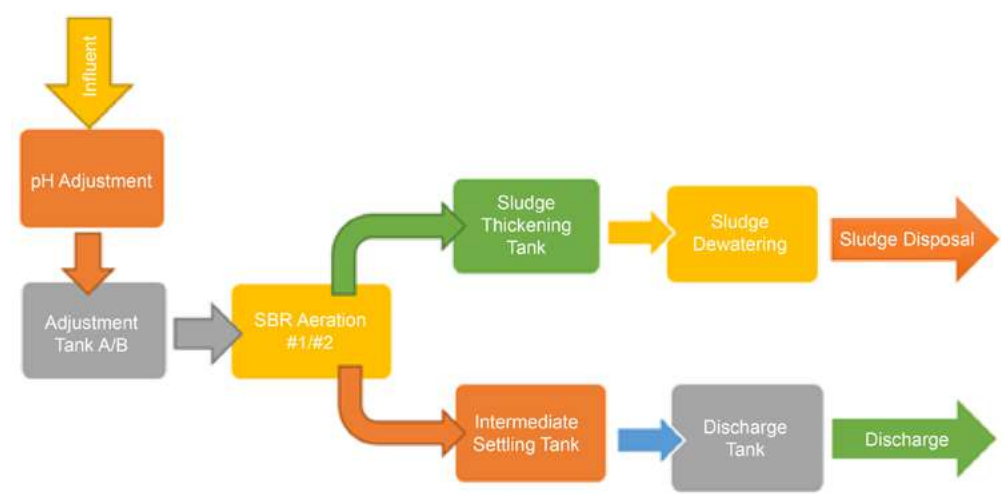 Influent
pH Adjustment
Adjustment
Tank A/B
SBR Aeration
#1/#2
Sludge
Thickening
Tank
Sludge
Dewatering
Sludge Disposal
Intermediate
Settling Tank
Discharge
Tank
Discharge